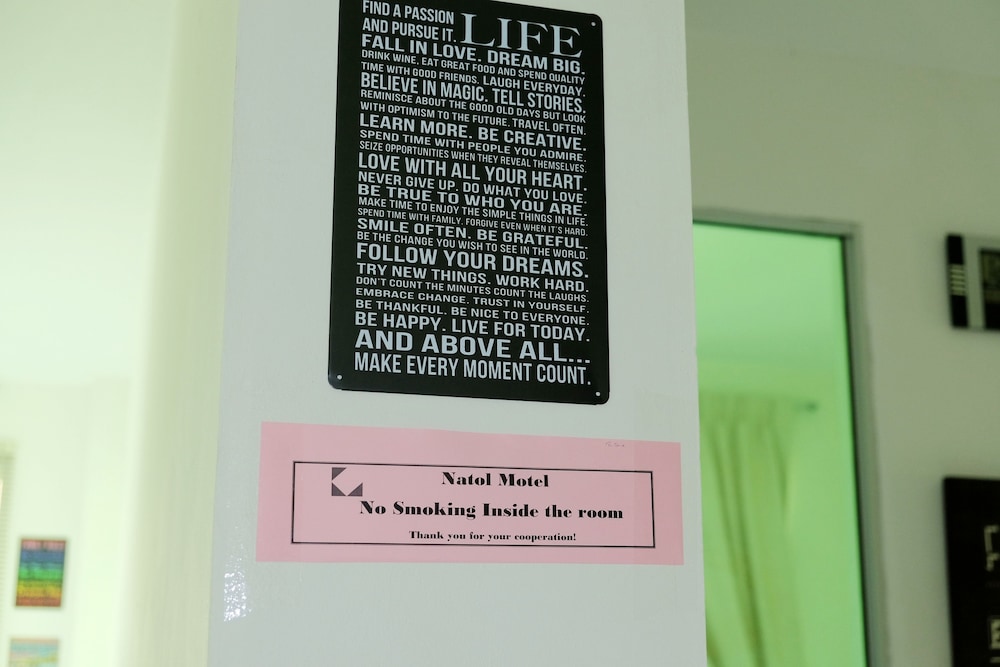 FIND A PASSION
AND PURSUE IT.
LIFE
FALL IN LOVE. DREAM BIG.
DRINK WINE, EAT GREAT FOOD AND SPEND QUALITY
TIME WITH GOOD FRIENDS. LAUGH EVERYDAY.
BELIEVE IN MAGIC. TELL STORIES.
REMINISCE ABOUT THE GOOD OLD DAYS BUT LOOK
WITH OPTIMISM TO THE FUTURE. TRAVEL OFTEN.
LEARN MORE. BE CREATIVE.
SPEND TIME WITH PEOPLE YOU ADMIRE.
SEIZE OPPORTUNITIES WHEN THEY REVEAL THEMSELVES.
LOVE WITH ALL YOUR HEART.
NEVER GIVE UP. DO WHAT YOU LOVE.
BE TRUE TO WHO YOU ARE.
MAKE TIME TO ENJOY THE SIMPLE THINGS IN LIFE.
SPEND TIME WITH FAMILY. FORGIVE EVEN WHEN IT'S HARD.
SMILE OFTEN. BE GRATEFUL.
BE THE CHANGE YOU WISH TO SEE IN THE WORLD.
FOLLOW YOUR DREAMS.
TRY NEW THINGS. WORK HARD.
DON'T COUNT THE MINUTES COUNT THE LAUGHS.
EMBRACE CHANGE. TRUST IN YOURSELF.
BE THANKFUL. BE NICE TO EVERYONE.
BE HAPPY. LIVE FOR TODAY.
AND ABOVE ALL...
MAKE EVERY MOMENT COUNT.
Natol Motel
No Smoking Inside the room
Thank you for your cooperation!